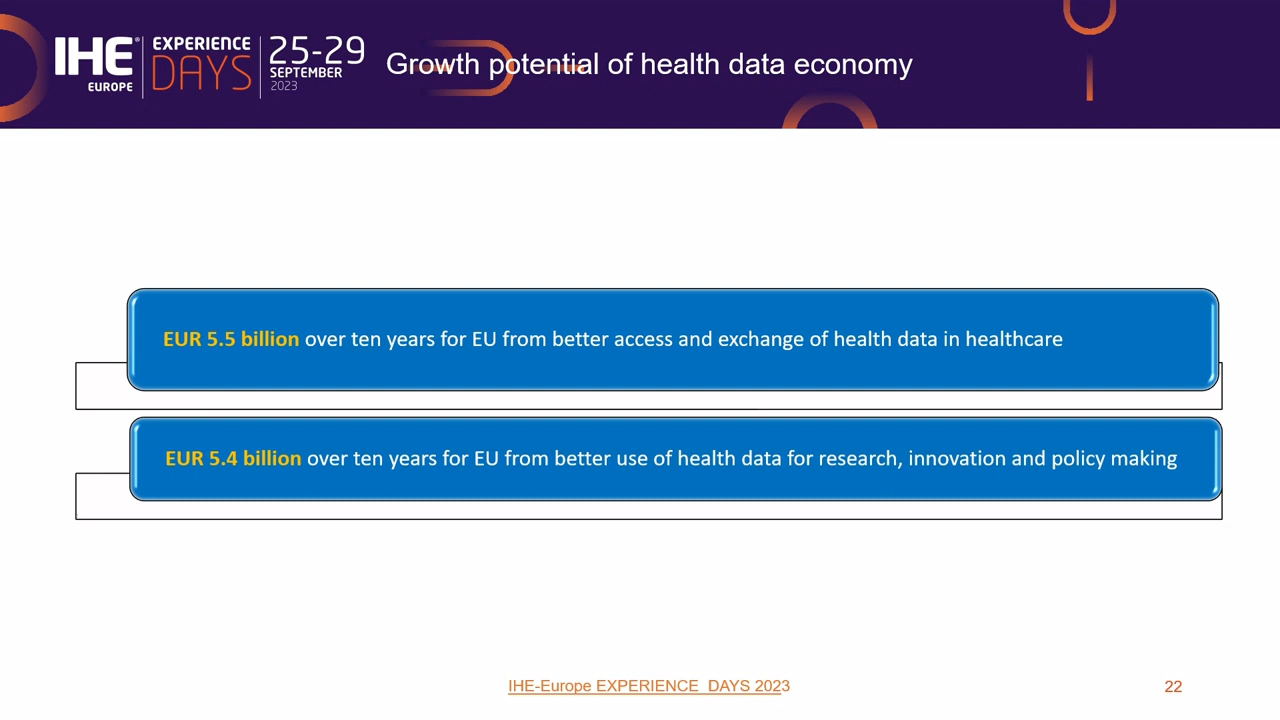 IHE® EUROPE
EXPERIENCE DAYS
25-29 SEPTEMBER 2023
Growth potential of health data economy
EUR 5.5 billion over ten years for EU from better access and exchange of health data in healthcare
EUR 5.4 billion over ten years for EU from better use of health data for research, innovation and policy making
IHE-Europe EXPERIENCE DAYS 2023
22